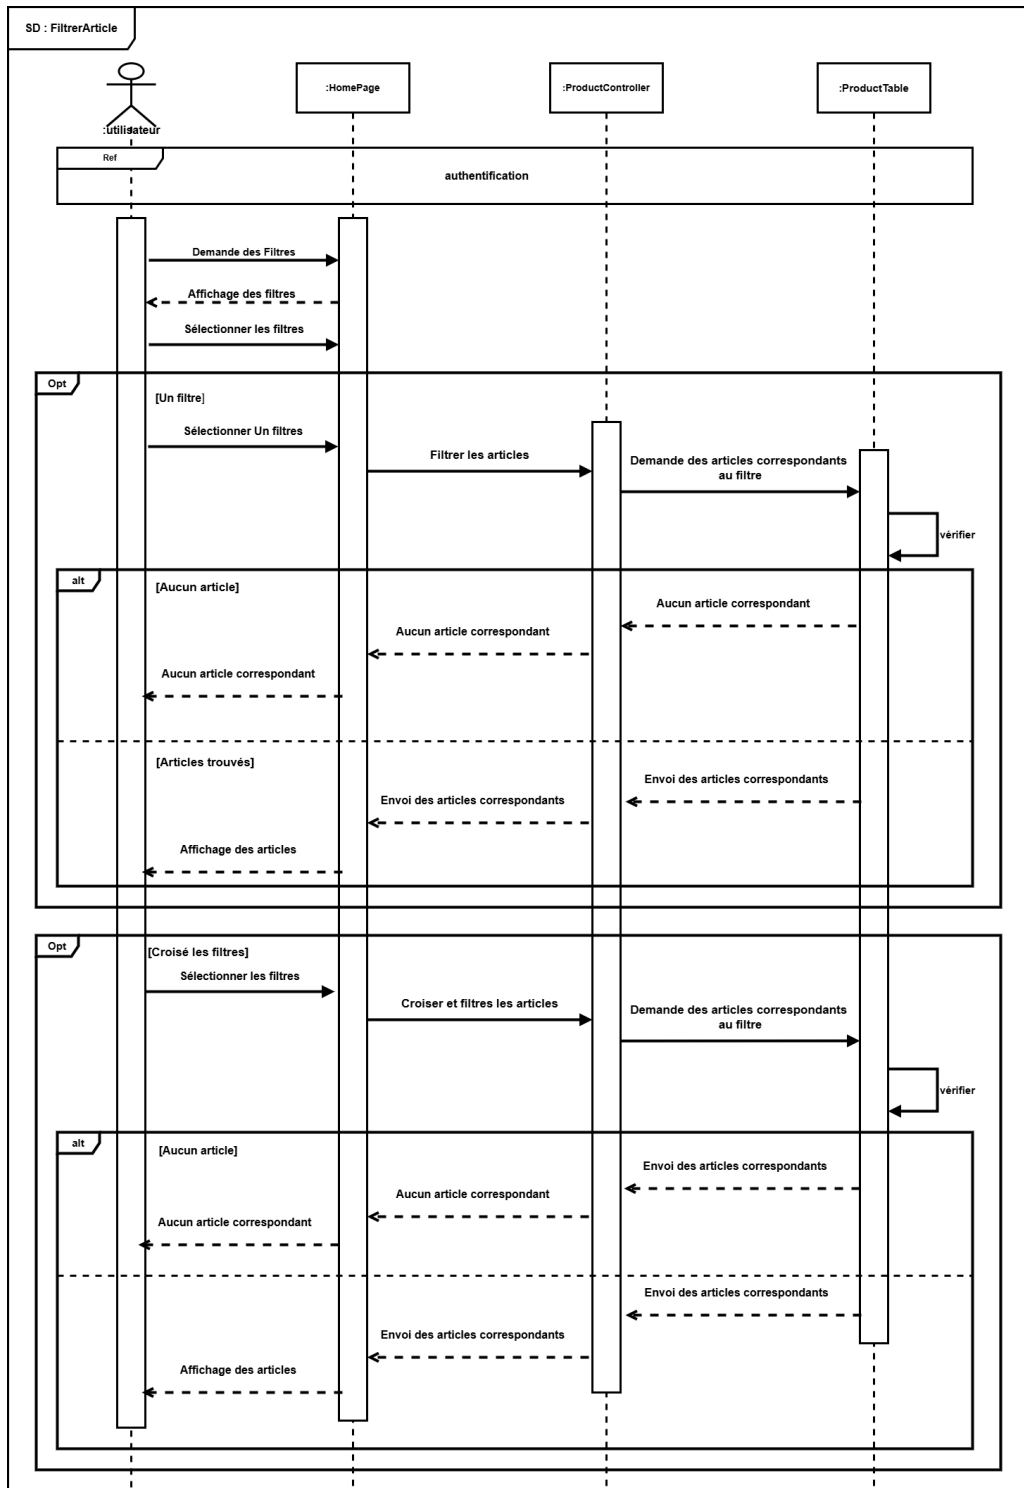 SD : FiltrerArticle
:utilisateur
:HomePage
:ProductController
:ProductTable
Ref
authentification
Demande des Filtres
Affichage des filtres
Sélectionner les filtres
Opt
[Un filtre]
Sélectionner Un filtres
Filtrer les articles
Demande des articles correspondants
au filtre
vérifier
alt
[Aucun article]
Aucun article correspondant
Aucun article correspondant
Aucun article correspondant
[Articles trouvés]
Envoi des articles correspondants
Envoi des articles correspondants
Affichage des articles
Opt
[Croisé les filtres]
Sélectionner les filtres
Croiser et filtres les articles
Demande des articles correspondants
au filtre
vérifier
alt
[Aucun article]
Envoi des articles correspondants
Aucun article correspondant
Aucun article correspondant
Envoi des articles correspondants
Envoi des articles correspondants
Affichage des articles